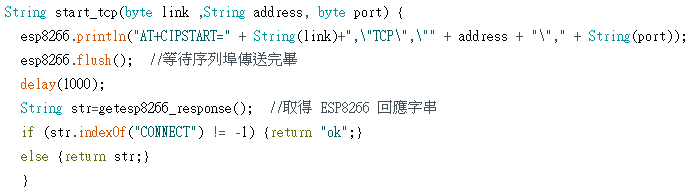 String start_tcp(byte link ,String address, byte port) {
esp8266.println("AT+CIPSTART=" + String(link)+",\"TCP\",\"" + address + "\"," + String(port));
esp8266.flush();  //等待序列埠傳送完畢
delay(1000);
String str=getesp8266_response();  //取得 ESP8266 回應字串
if (str.indexOf("CONNECT") != -1) {return "ok";}
else {return str;}
}